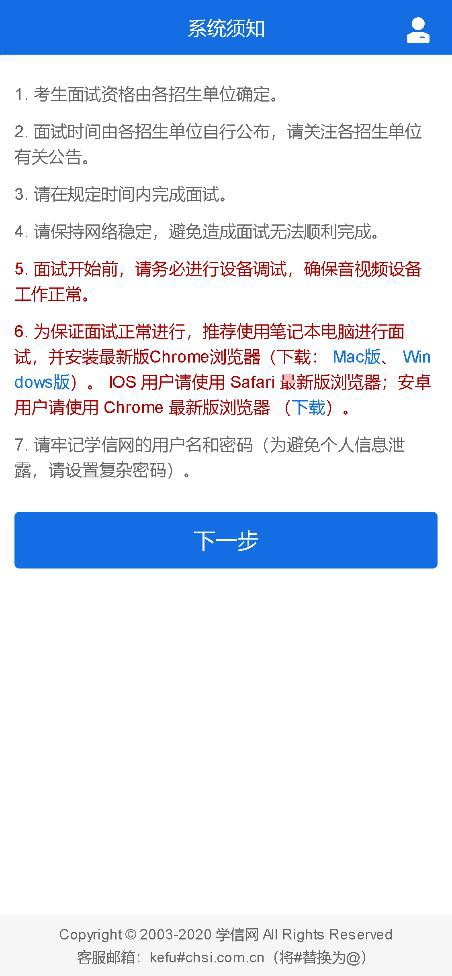 系统须知
1. 考生面试资格由各招生单位确定。
2. 面试时间由各招生单位自行公布，请关注各招生单位
有关公告。
3. 请在规定时间内完成面试。
4. 请保持网络稳定，避免造成面试无法顺利完成。
5. 面试开始前，请务必进行设备调试，确保音视频设备
工作正常。
6. 为保证面试正常进行，推荐使用笔记本电脑进行面
试，并安装最新版Chrome浏览器（下载： Mac版、 Win
dows版）。 IOS 用户请使用 Safari 最新版浏览器；安卓
用户请使用 Chrome 最新版浏览器 （下载）。
7. 请牢记学信网的用户名和密码（为避免个人信息泄
露，请设置复杂密码）。
下一步
Copyright © 2003-2020 学信网 All Rights Reserved
客服邮箱：kefu#chsi.com.cn（将#替换为@）